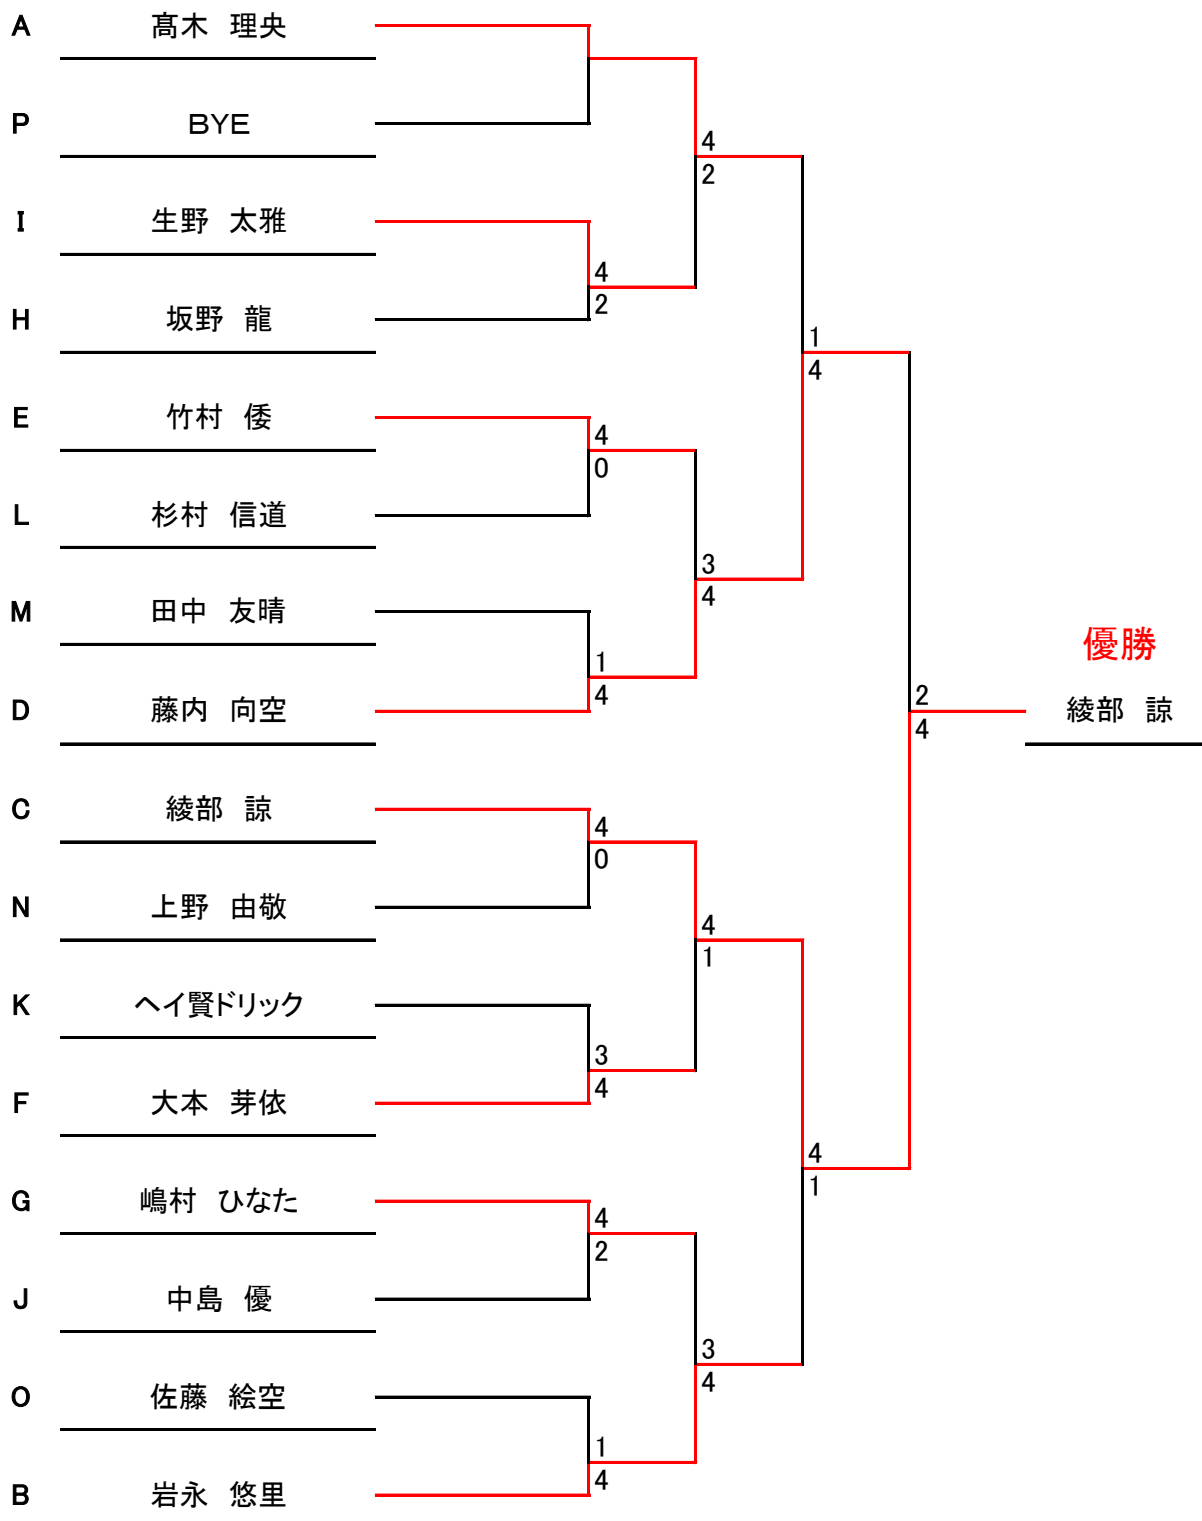 A 髙木 理央
P BYE
4
2
I 生野 太雅
4
2
H 坂野 龍
1
4
E 竹村 倭
4
0
L 杉村 信道
3
4
M 田中 友晴
優勝
1
4
D 藤内 向空
2
4
綾部 諒
C 綾部 諒
4
0
N 上野 由敬
4
1
K ヘイ賢ドリック
3
4
F 大本 芽依
4
1
G 嶋村 ひなた
4
2
J 中島 優
3
4
O 佐藤 絵空
1
4
B 岩永 悠里